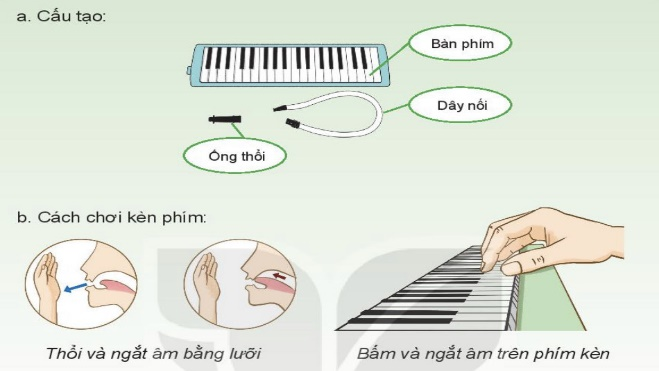 a. Cấu tạo:
Bàn phím
Dây nối
Ống thổi
b. Cách chơi kèn phím:
Thổi và ngắt âm bằng lưỡi
Bấm và ngắt âm trên phím kèn